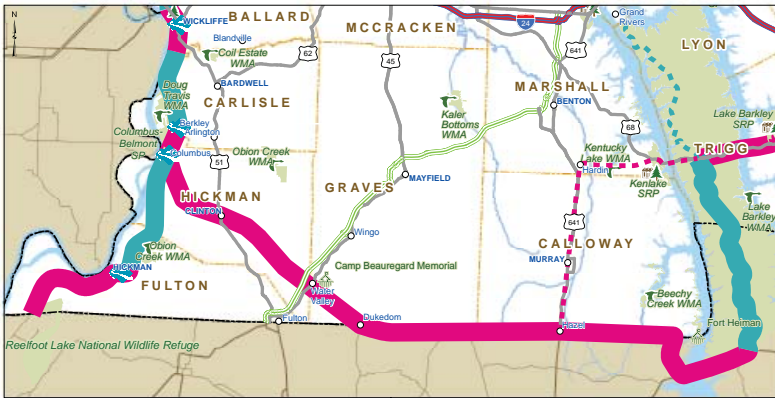 N
WICKLIFFE
BALLARD
Blandville
Coil Estate
WMA
62
MCCRACKEN
45
24
Grand
Rivers
641
LYON
BARDWELL
CARLISLE
Doug
Travis
WMA
Berkley
Arlington
Columbus-
Belmont
SP
Columbus
Obion Creek
WMA
51
Kaler
Bottoms
WMA
MARSHALL
BENTON
68
Lake Barkley
SRP
TRIGG
Kentucky
Lake WMA
Hardin
Kenlake
SRP
Lake
Barkley
WMA
HICKMAN
CLINTON
GRAVES
MAYFIELD
Wingo
641
CALLOWAY
MURRAY
Obion
Creek WMA
HICKMAN
FULTON
Camp Beauregard Memorial
Water
Valley
Fulton
Dukedom
Hazel
Beechy
Creek WMA
Fort Heiman
Reelfoot Lake National Wildlife Refuge